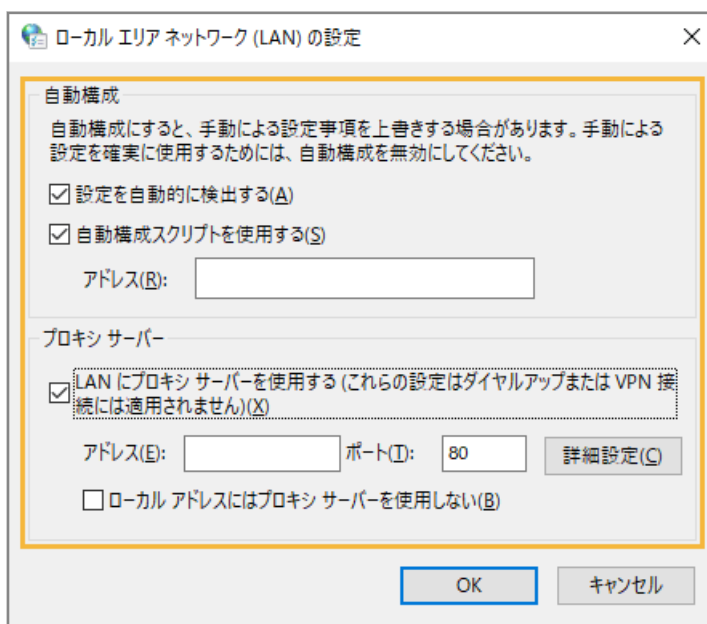 ローカル エリア ネットワーク (LAN) の設定
自動構成
自動構成にすると、手動による設定事項を上書きする場合があります。手動による
設定を確実に使用するためには、自動構成を無効にしてください。
設定を自動的に検出する(A)
自動構成スクリプトを使用する(S)
アドレス(R):
プロキシ サーバー
LAN にプロキシ サーバーを使用する (これらの設定はダイヤルアップまたは VPN 接
続には適用されません)(X)
アドレス(E): ポート(T): 80 詳細設定(C)
ローカル アドレスにはプロキシ サーバーを使用しない(B)
OK キャンセル